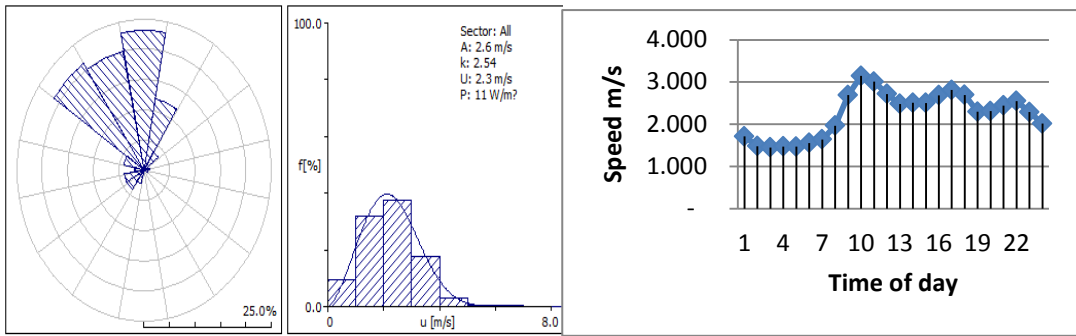 25.0%
100.0
f[%]
0.0
Sector: All
A: 2.6 m/s
k: 2.54
U: 2.3 m/s
P: 11 W/m?
0
u [m/s]
8.0
Speed m/s
4.000
3.000
2.000
1.000
-
1 4 7 10 13 16 19 22
Time of day